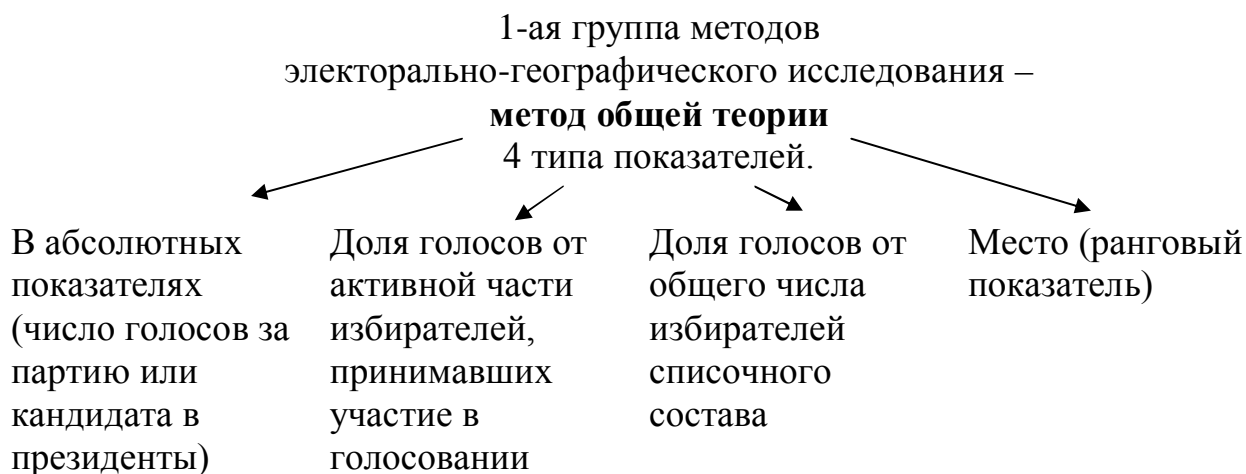 1-ая группа методов
электорально-географического исследования –
метод общей теории
4 типа показателей.
В абсолютных
показателях
(число голосов за
партию или
кандидата в
президенты)
Доля голосов от
активной части
избирателей,
принимавших
участие в
голосовании
Доля голосов от
общего числа
избирателей
списочного
состава
Место (ранговый
показатель)